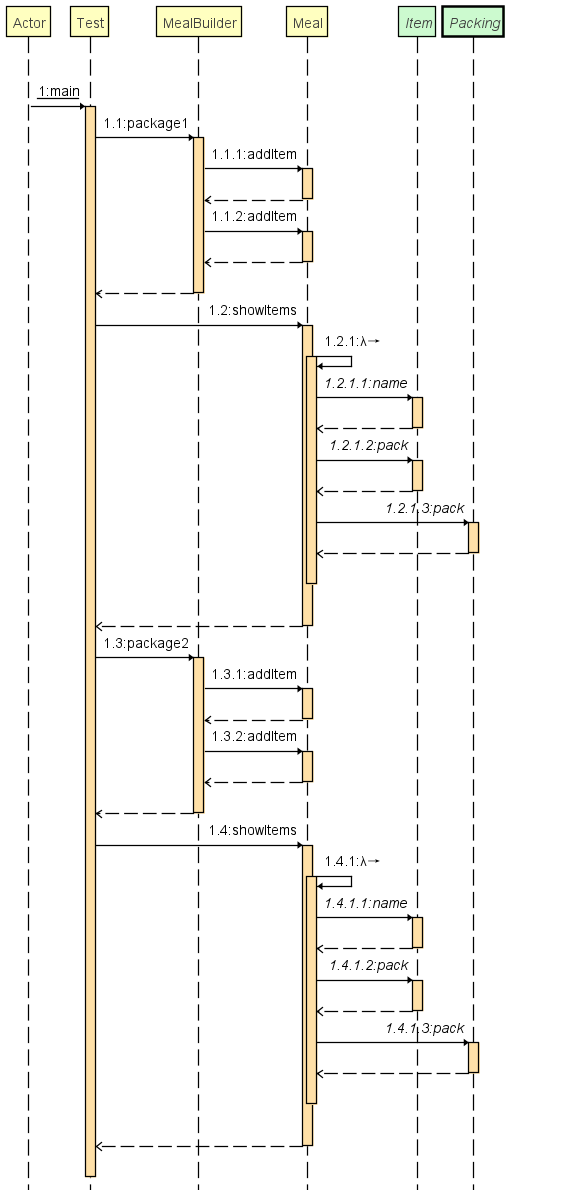 Actor Test MealBuilder Meal Item Packing
1:main
1.1:package1
1.1.1:addItem
1.1.2:addItem
1.2:showItems
1.2.1:λ→
1.2.1.1:name
1.2.1.2:pack
1.2.1.3:pack
1.3:package2
1.3.1:addItem
1.3.2:addItem
1.4:showItems
1.4.1:λ→
1.4.1.1:name
1.4.1.2:pack
1.4.1.3:pack